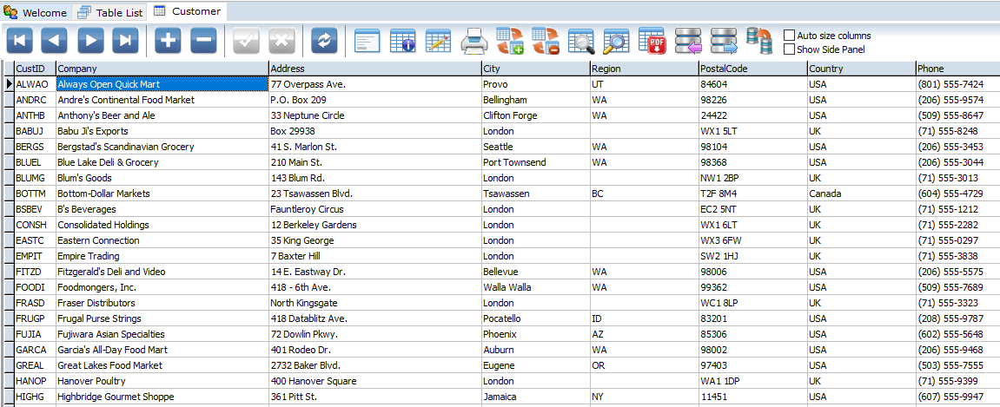 Welcome Table List Customer
PDF Auto size columns
Show Side Panel
CustID Company Address City Region PostalCode Country Phone
ALWAO Always Open Quick Mart 77 Overpass Ave. Provo UT 84604 USA (801) 555-7424
ANDRC Andre's Continental Food Market P.O. Box 209 Bellingham WA 98226 USA (206) 555-9574
ANTHB Anthony's Beer and Ale 33 Neptune Circle Clifton Forge WA 24422 USA (509) 555-8647
BABUJ Babu Ji's Exports Box 29938 London WX1 5LT UK (71) 555-8248
BERGS Bergstad's Scandinavian Grocery 41 S. Marlon St. Seattle WA 98104 USA (206) 555-3453
BLUEL Blue Lake Deli & Grocery 210 Main St. Port Townsend WA 98368 USA (206) 555-3044
BLUMG Blum's Goods 143 Blum Rd. London NW1 2BP UK (71) 555-3013
BOTTM Bottom-Dollar Markets 23 Tsawassen Blvd. Tsawassen BC T2F 8M4 Canada (604) 555-4729
BSBEV B's Beverages Fauntleroy Circus London EC2 5NT UK (71) 555-1212
CONSH Consolidated Holdings 12 Berkeley Gardens London WX1 6LT UK (71) 555-2282
EASTC Eastern Connection 35 King George London WX3 6FW UK (71) 555-0297
EMPIT Empire Trading 7 Baxter Hill London SW2 1HJ UK (71) 555-3838
FITZD Fitzgerald's Deli and Video 14 E. Eastway Dr. Bellevue WA 98006 USA (206) 555-5575
FOODI Foodmongers, Inc. 418 - 6th Ave. Walla Walla WA 99362 USA (509) 555-7689
FRASD Fraser Distributors North Kingsgate London WC1 8LP UK (71) 555-3323
FRUGP Frugal Purse Strings 418 Datablitz Ave. Pocatello ID 83201 USA (208) 555-9787
FUJIA Fujiwara Asian Specialties 72 Dowlin Pkwy. Phoenix AZ 85306 USA (602) 555-5648
GARCA Garcia's All-Day Food Mart 401 Rodeo Dr. Auburn WA 98002 USA (206) 555-9468
GREAL Great Lakes Food Market 2732 Baker Blvd. Eugene OR 97403 USA (503) 555-7555
HANOP Hanover Poultry 400 Hanover Square London WA1 1DP UK (71) 555-9399
HIGHG Highbridge Gourmet Shoppe 361 Pitt St. Jamaica NY 11451 USA (607) 555-9947